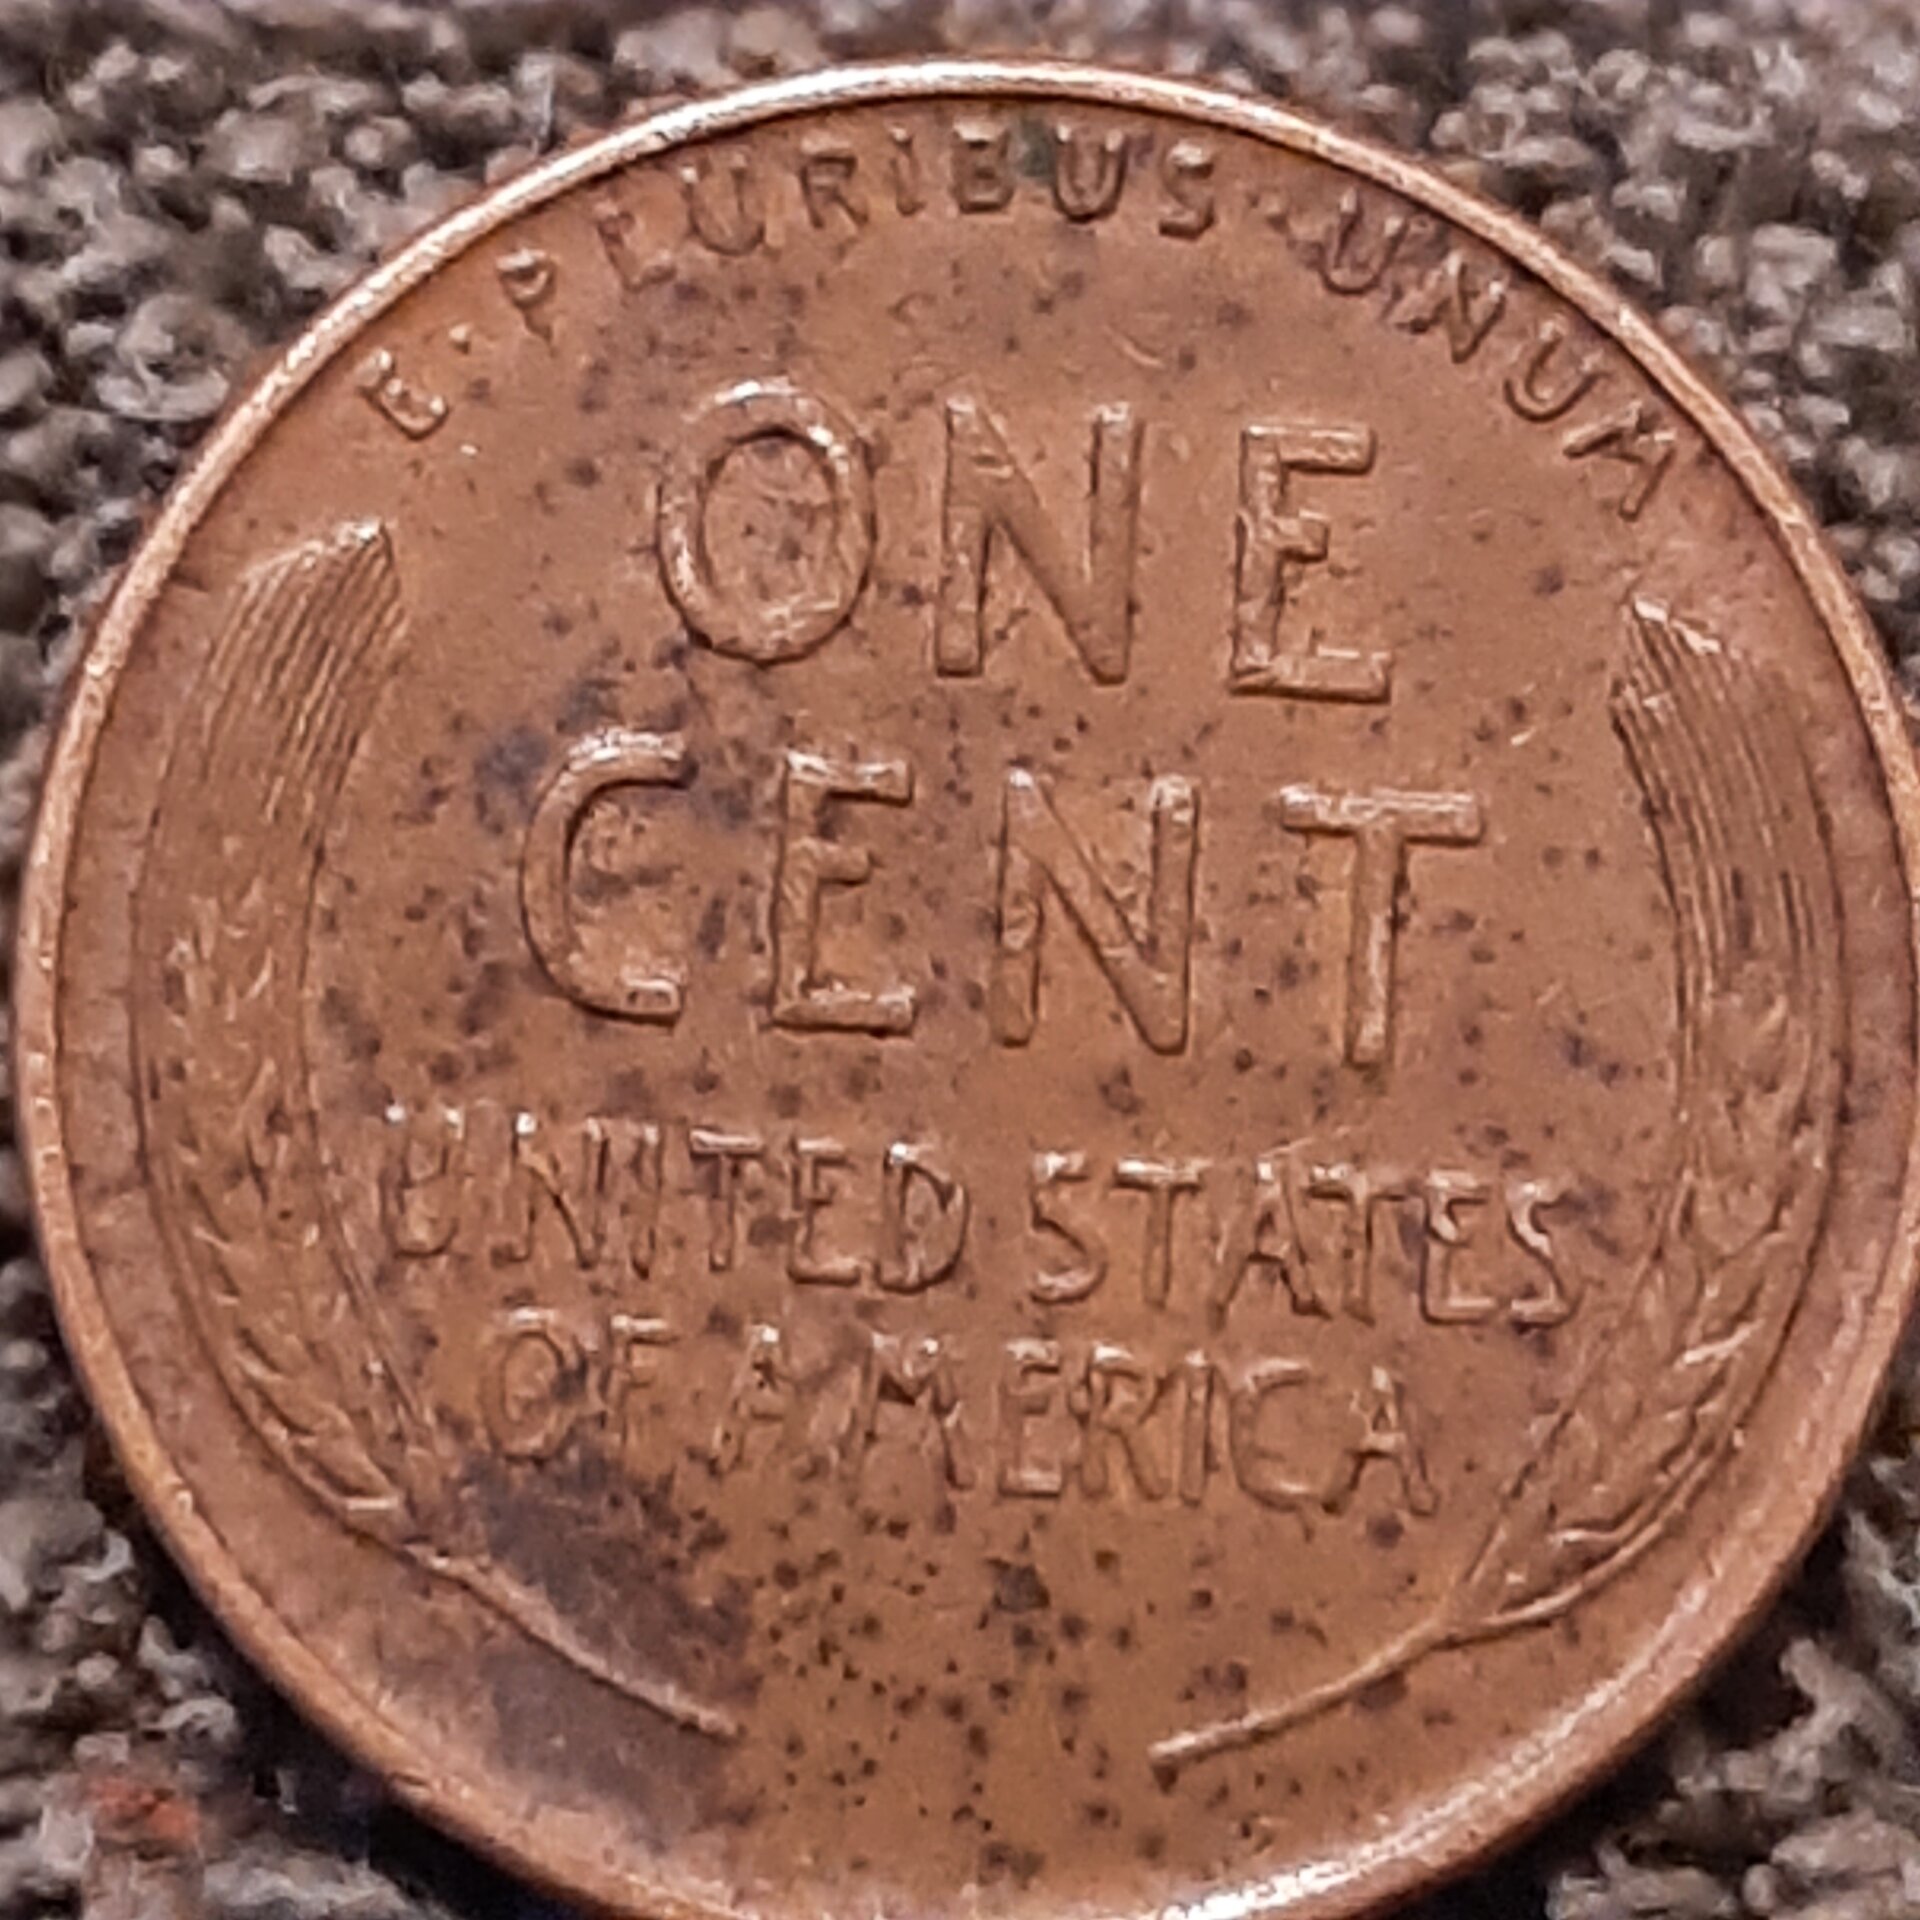 E · PLURIBUS · UNUM
ONE
CENT
UNITED STATES
OF AMERICA